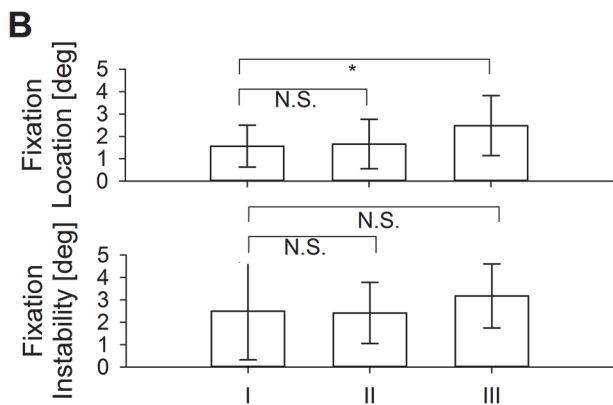 B
*
N.S.
Fixation
Location [deg]
5
4
3
2
1
0
N.S.
N.S.
Fixation
Instability [deg]
5
4
3
2
1
0
I II III